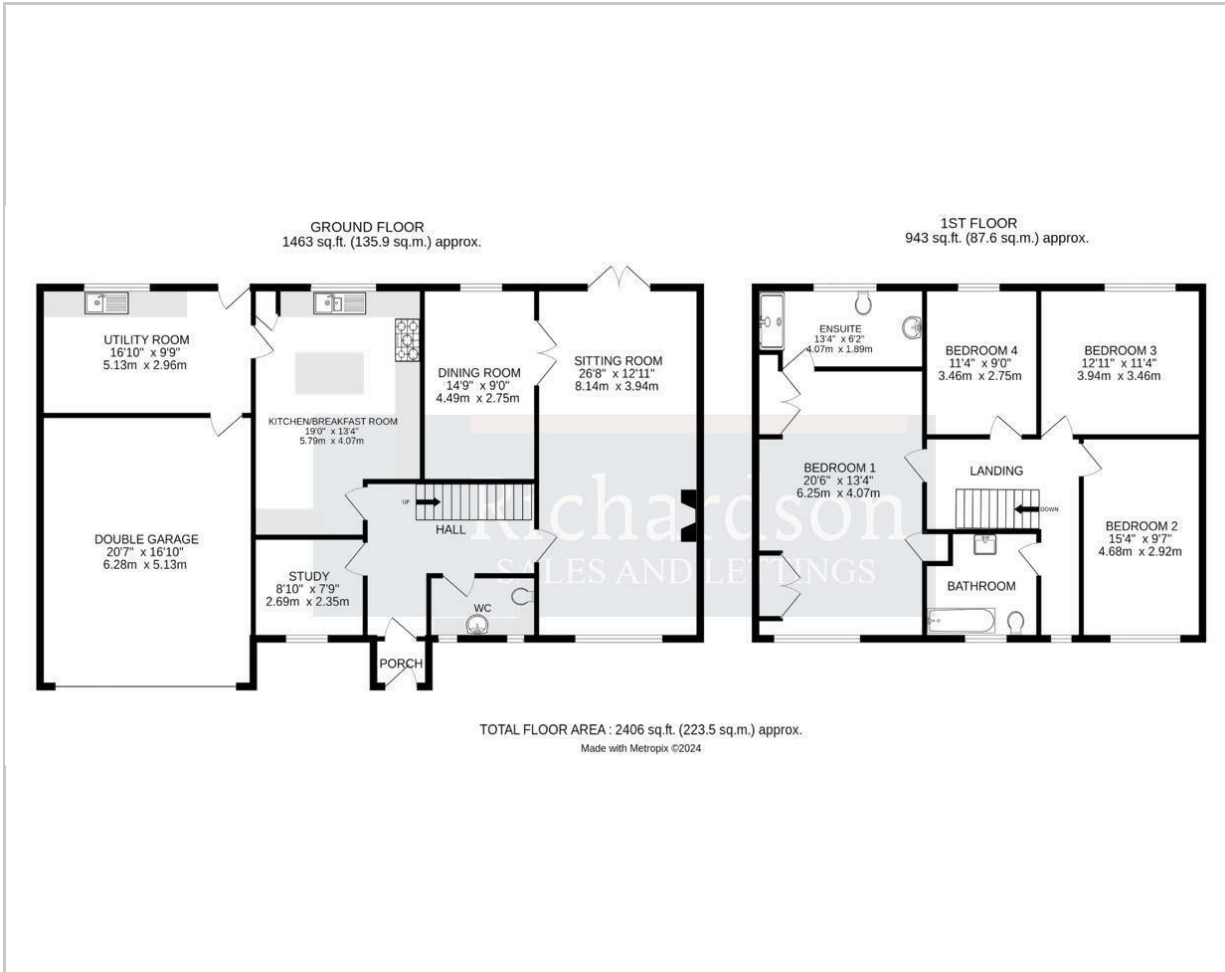 GROUND FLOOR
1463 sq.ft. (135.9 sq.m.) approx.
UTILITY ROOM
16'10" x 9'9"
5.13m x 2.96m
KITCHEN/BREAKFAST ROOM
19'0" x 13'4"
5.79m x 4.07m
DINING ROOM
14'9" x 9'0"
4.49m x 2.75m
SITTING ROOM
26'8" x 12'11"
8.14m x 3.94m
UP
HALL
DOUBLE GARAGE
20'7" x 16'10"
6.28m x 5.13m
STUDY
8'10" x 7'9"
2.69m x 2.35m
WC
PORCH
1ST FLOOR
943 sq.ft. (87.6 sq.m.) approx.
ENSUITE
13'4" x 6'2"
4.07m x 1.89m
BEDROOM 4
11'4" x 9'0"
3.46m x 2.75m
BEDROOM 3
12'11" x 11'4"
3.94m x 3.46m
BEDROOM 1
20'6" x 13'4"
6.25m x 4.07m
LANDING
DOWN
BEDROOM 2
15'4" x 9'7"
4.68m x 2.92m
BATHROOM
Richardson
SALES AND LETTINGS
TOTAL FLOOR AREA : 2406 sq.ft. (223.5 sq.m.) approx.
Made with Metropix ©2024